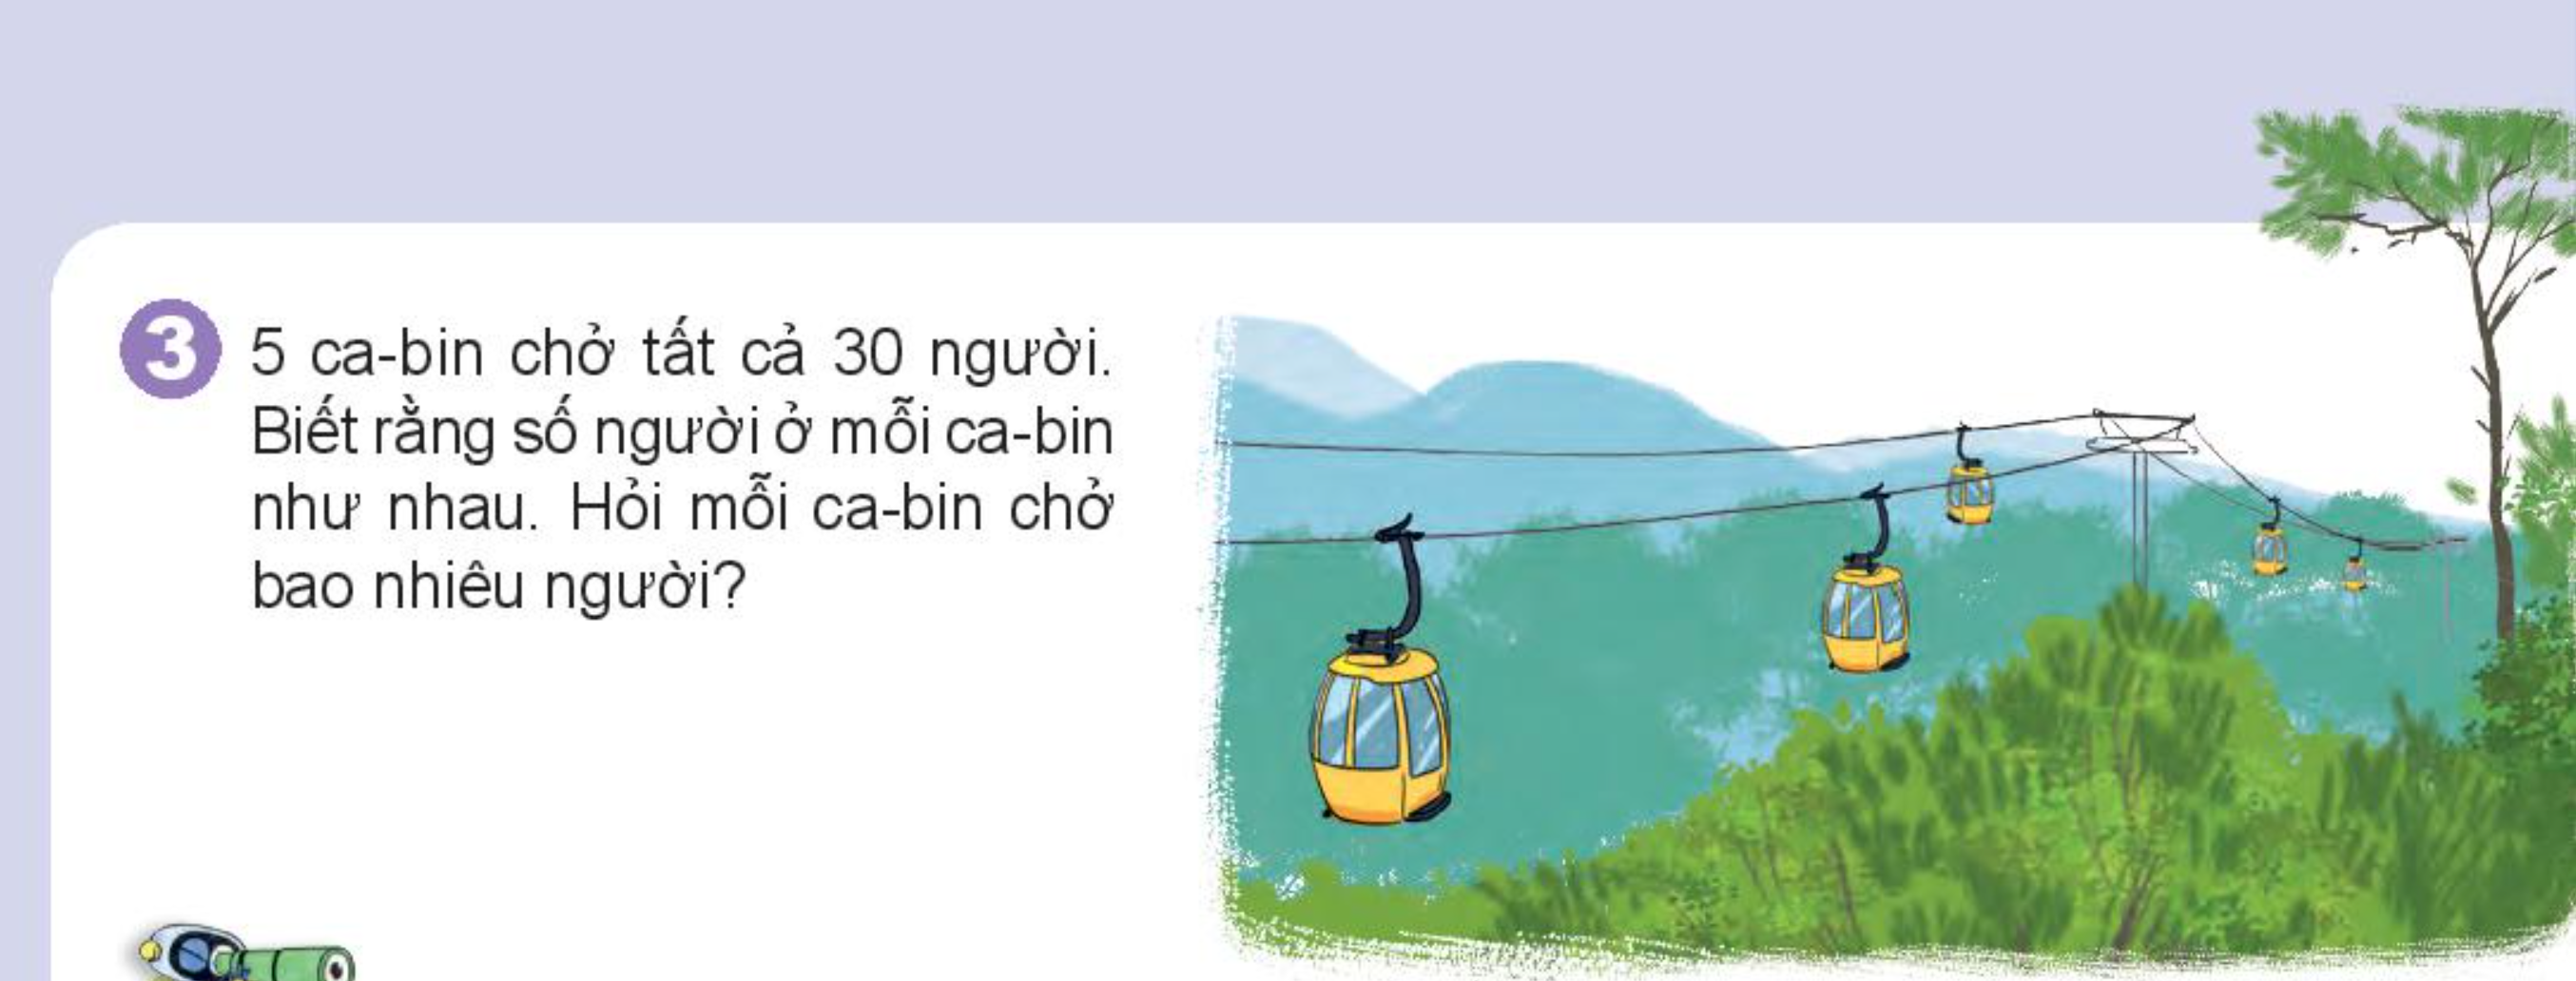 3 5 ca-bin chở tất cả 30 người.
Biết rằng số người ở mỗi ca-bin
như nhau. Hỏi mỗi ca-bin chở
bao nhiêu người?